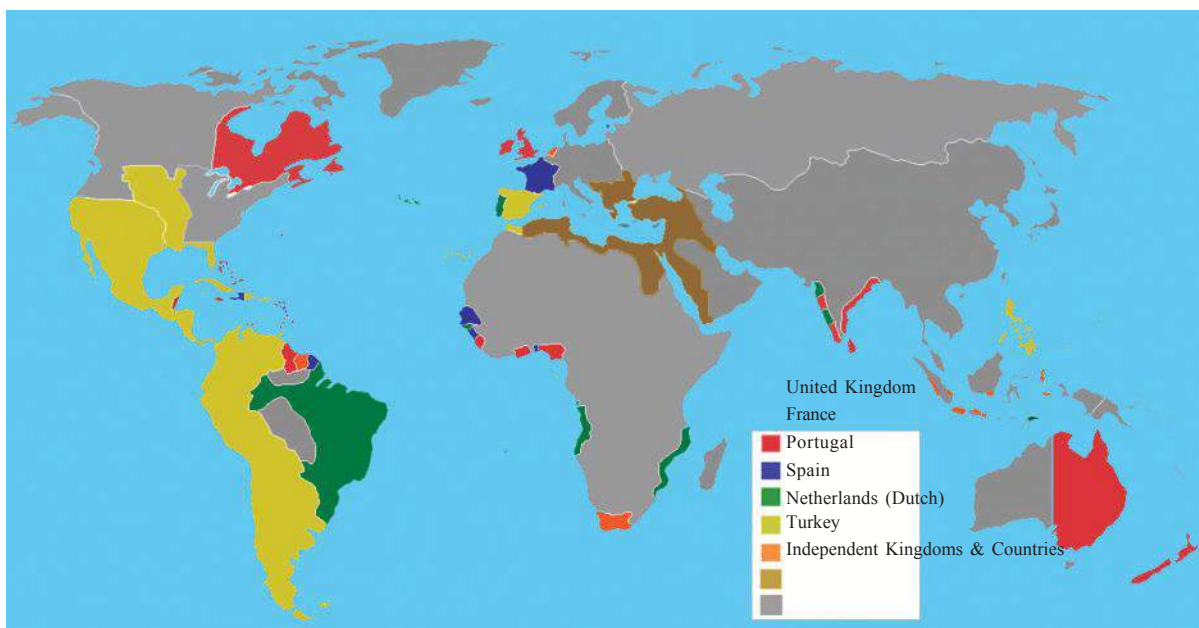 United Kingdom
France
Portugal
Spain
Netherlands (Dutch)
Turkey
Independent Kingdoms & Countries